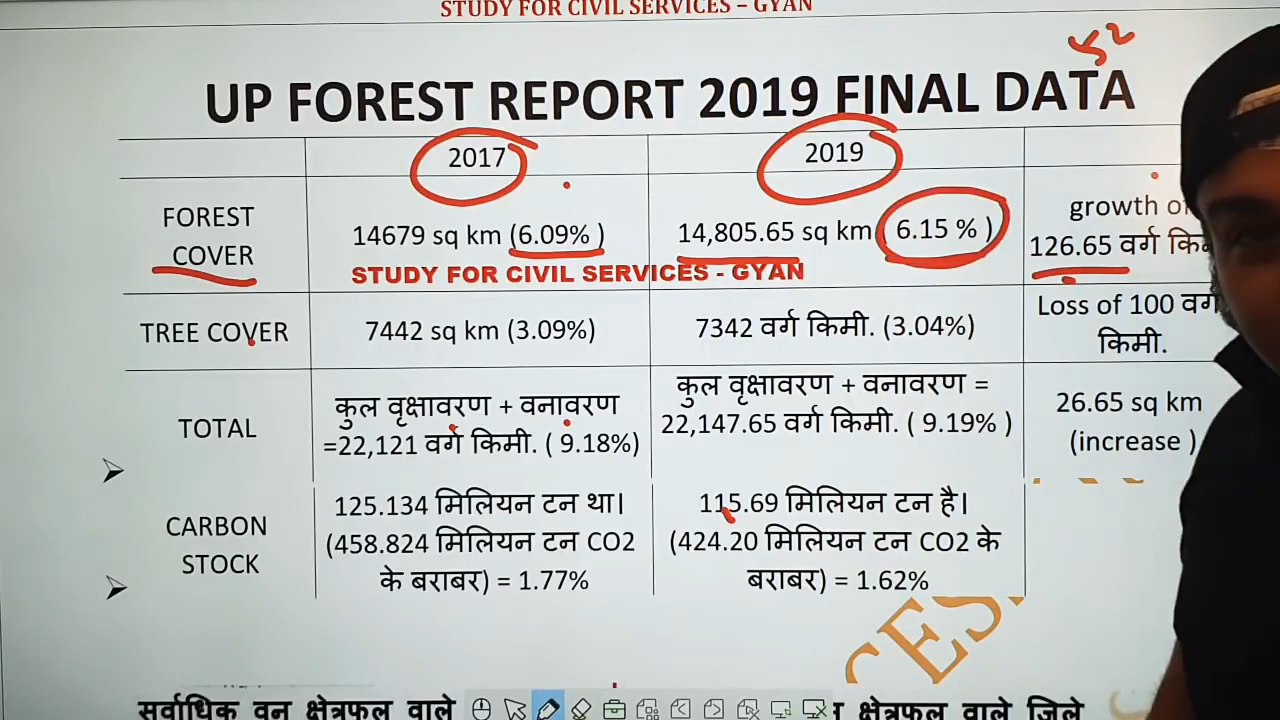 STUDY FOR CIVIL SERVICES – GYAN
52
UP FOREST REPORT 2019 FINAL DATA
2017
2019
FOREST
COVER
14679 sq km (6.09% )
14,805.65 sq km 6.15 % )
growth of
126.65 वर्ग
STUDY FOR CIVIL SERVICES - GYAN
TREE COVER
7442 sq km (3.09%)
7342 वर्ग किमी. (3.04%)
Loss of 100 वर्ग
किमी.
TOTAL
कुल वृक्षावरण + वनावरण
=22,121 वर्ग किमी. ( 9.18%)
कुल वृक्षावरण + वनावरण =
22,147.65 वर्ग किमी. ( 9.19% )
26.65 sq km
(increase )
CARBON
STOCK
125.134 मिलियन टन था।
(458.824 मिलियन टन CO2
के बराबर) = 1.77%
115.69 मिलियन टन है।
(424.20 मिलियन टन CO2 के
बराबर) = 1.62%
CES
सर्वाधिक वन क्षेत्रफल वाले
क्षेत्रफल वाले जिले